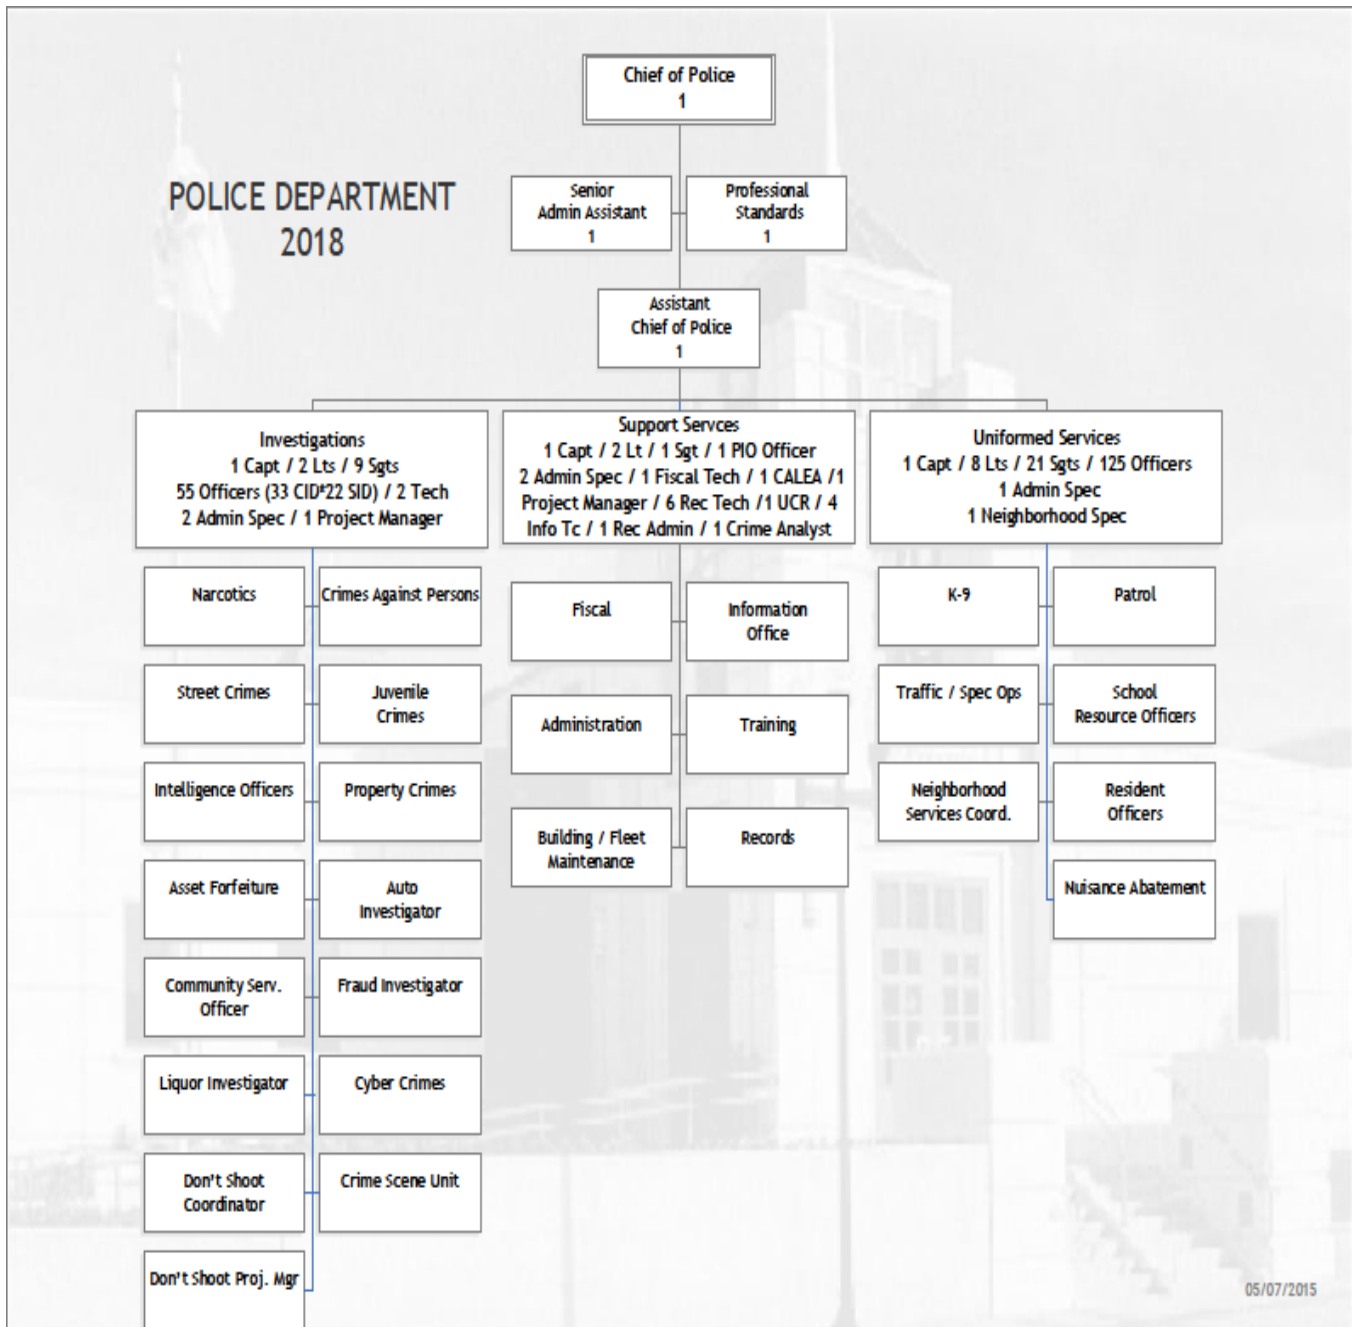 Chief of Police
1
POLICE DEPARTMENT
2018
Senior
Admin Assistant
1
Professional
Standards
1
Assistant
Chief of Police
1
Investigations
1 Capt / 2 Lts / 9 Sgts
55 Officers (33 CID*22 SID) / 2 Tech
2 Admin Spec / 1 Project Manager
Support Servces
1 Capt / 2 Lt / 1 Sgt / 1 PIO Officer
2 Admin Spec / 1 Fiscal Tech / 1 CALEA /1
Project Manager / 6 Rec Tech /1 UCR / 4
Info Tc / 1 Rec Admin / 1 Crime Analyst
Uniformed Services
1 Capt / 8 Lts / 21 Sgts / 125 Officers
1 Admin Spec
1 Neighborhood Spec
Narcotics
Crimes Against Persons
Street Crimes
Juvenile
Crimes
Intelligence Officers
Property Crimes
Asset Forfeiture
Auto
Investigator
Community Serv.
Officer
Fraud Investigator
Liquor Investigator
Cyber Crimes
Don't Shoot
Coordinator
Crime Scene Unit
Don't Shoot Proj. Mgr
Fiscal
Information
Office
Administration
Training
Building / Fleet
Maintenance
Records
K-9
Patrol
Traffic / Spec Ops
School
Resource Officers
Neighborhood
Services Coord.
Resident
Officers
Nuisance Abatement
05/07/2015